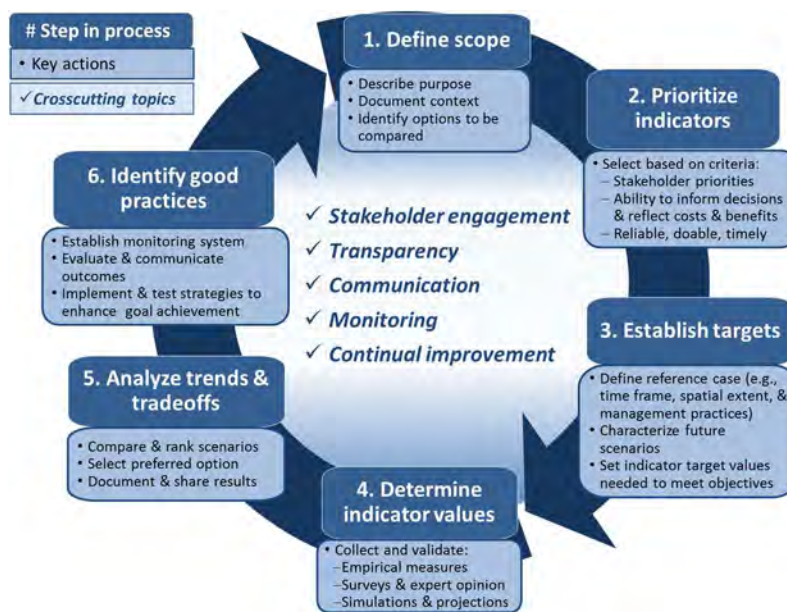 # Step in process
• Key actions
✓Crosscutting topics
1. Define scope
• Describe purpose
• Document context
• Identify options to be
compared
2. Prioritize
indicators
• Select based on criteria:
– Stakeholder priorities
– Ability to inform decisions
& reflect costs & benefits
– Reliable, doable, timely
3. Establish targets
• Define reference case (e.g.,
time frame, spatial extent, &
management practices)
• Characterize future
scenarios
• Set indicator target values
needed to meet objectives
4. Determine
indicator values
• Collect and validate:
–Empirical measures
–Surveys & expert opinion
–Simulations & projections
5. Analyze trends &
tradeoffs
• Compare & rank scenarios
• Select preferred option
• Document & share results
6. Identify good
practices
• Establish monitoring system
• Evaluate & communicate
outcomes
• Implement & test strategies to
enhance goal achievement
✓ Stakeholder engagement
✓ Transparency
✓ Communication
✓ Monitoring
✓ Continual improvement